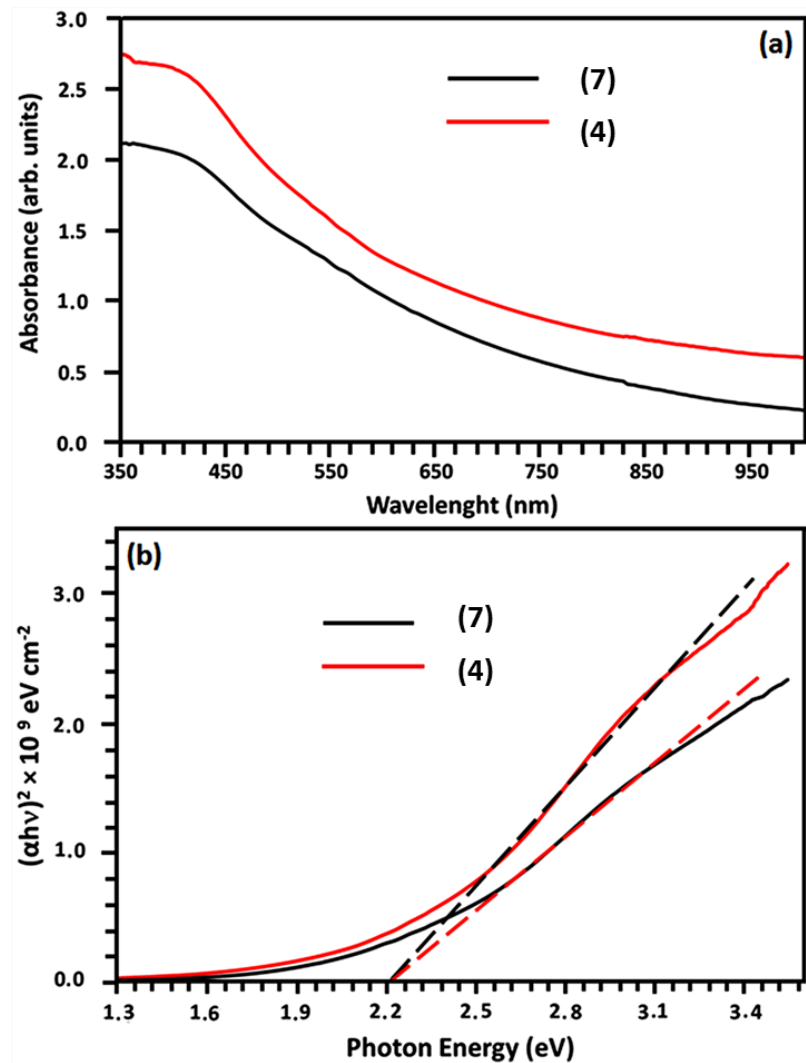 (a)
3.0
2.5
2.0
1.5
1.0
0.5
0.0
Absorbance (arb. units)
(7)
(4)
350 450 550 650 750 850 950
Wavelenght (nm)
(b)
3.0
2.0
1.0
0.0
(αhν)² × 10⁹ eV cm⁻²
(7)
(4)
1.3 1.6 1.9 2.2 2.5 2.8 3.1 3.4
Photon Energy (eV)